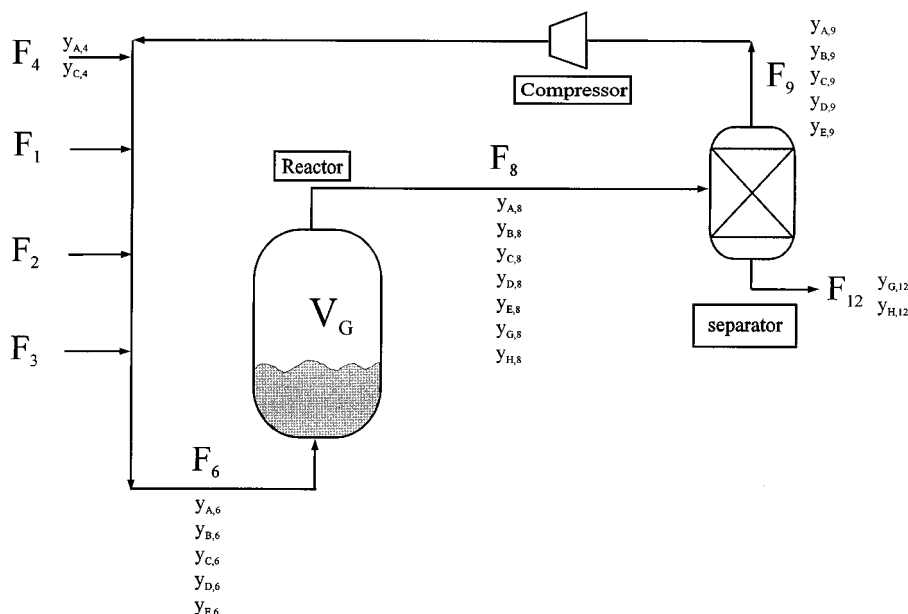 F4
yA,4
yC,4
F1
F2
F3
Compressor
F9
yA,9
yB,9
yC,9
yD,9
yE,9
Reactor
VG
F8
yA,8
yB,8
yC,8
yD,8
yE,8
yG,8
yH,8
F12
yG,12
yH,12
separator
F6
yA,6
yB,6
yC,6
yD,6
yE,6